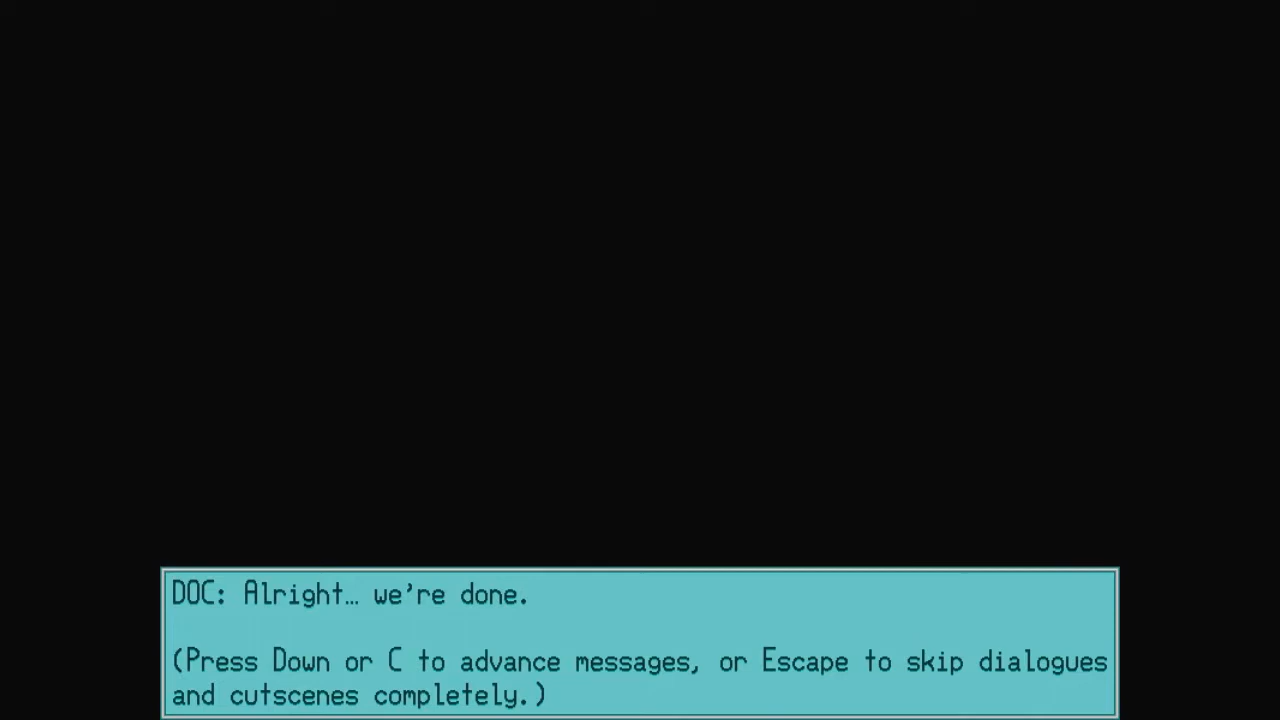 DOC: Alright… we’re done.
(Press Down or C to advance messages, or Escape to skip dialogues
and cutscenes completely.)